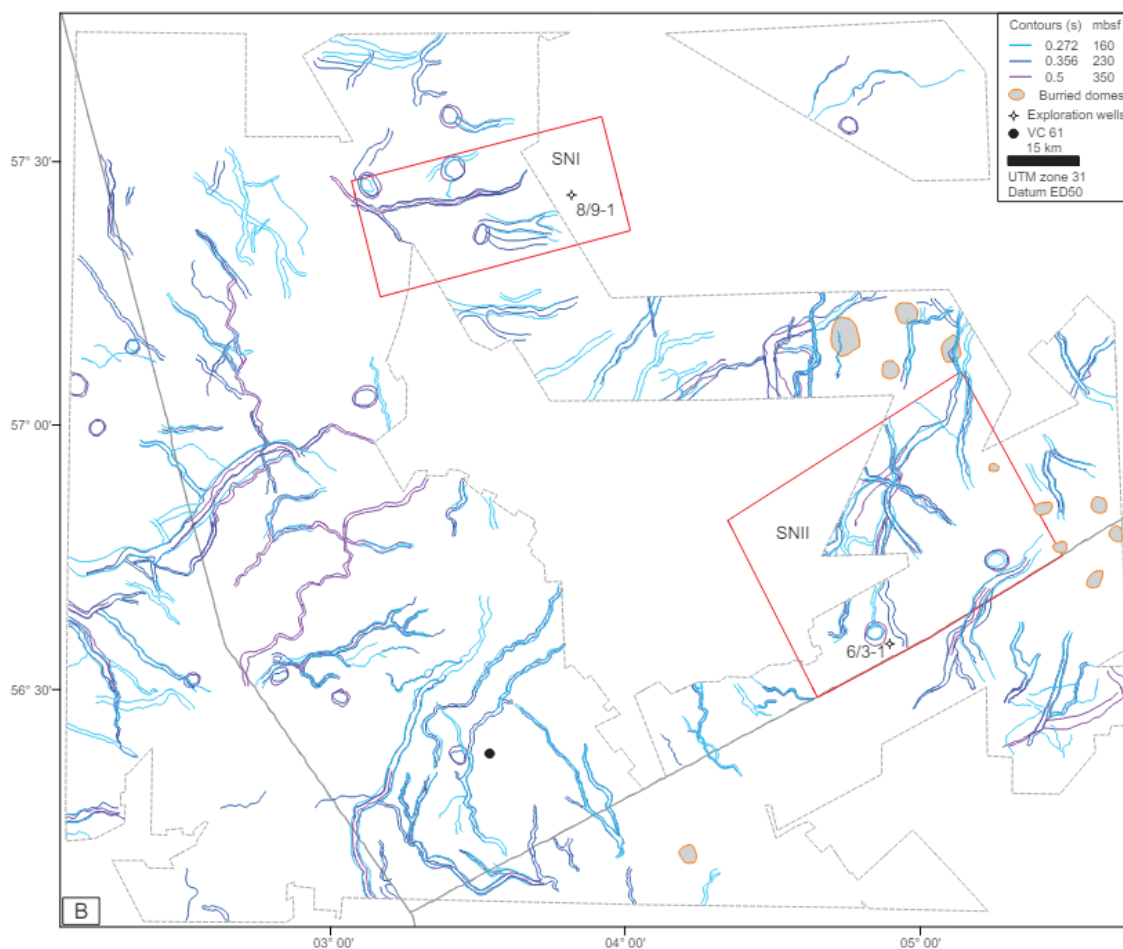 Contours (s) mbsf
0.272 160
0.356 230
0.5 350
Burried domes
Exploration wells
VC 61
15 km
UTM zone 31
Datum ED50
57° 30'
SNI
8/9-1
57° 00'
SNII
6/3-1
56° 30'
B
03° 00'
04° 00'
05° 00'